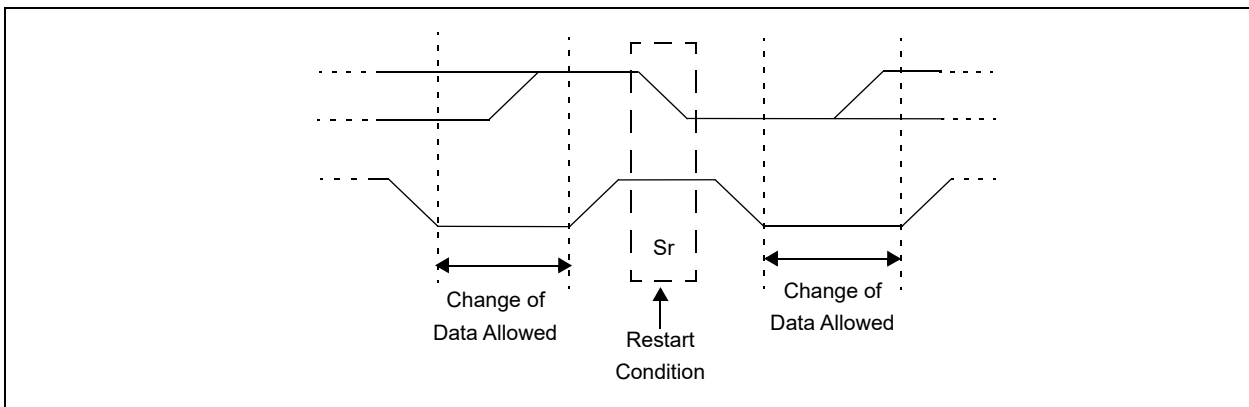 Sr
Change of
Data Allowed
Restart
Condition
Change of
Data Allowed